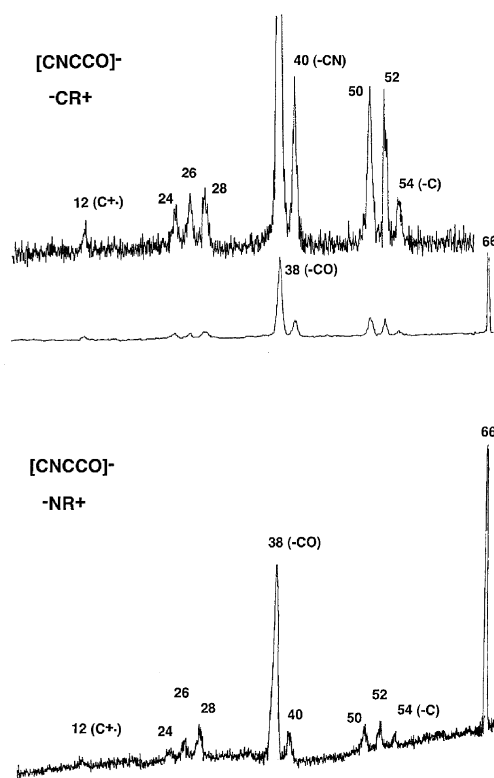 [CNCCO]-
-CR+
12 (C+.)
24
26
28
40 (-CN)
50
52
54 (-C)
38 (-CO)
66
[CNCCO]-
-NR+
12 (C+.)
24
26
28
38 (-CO)
40
50
52
54 (-C)
66